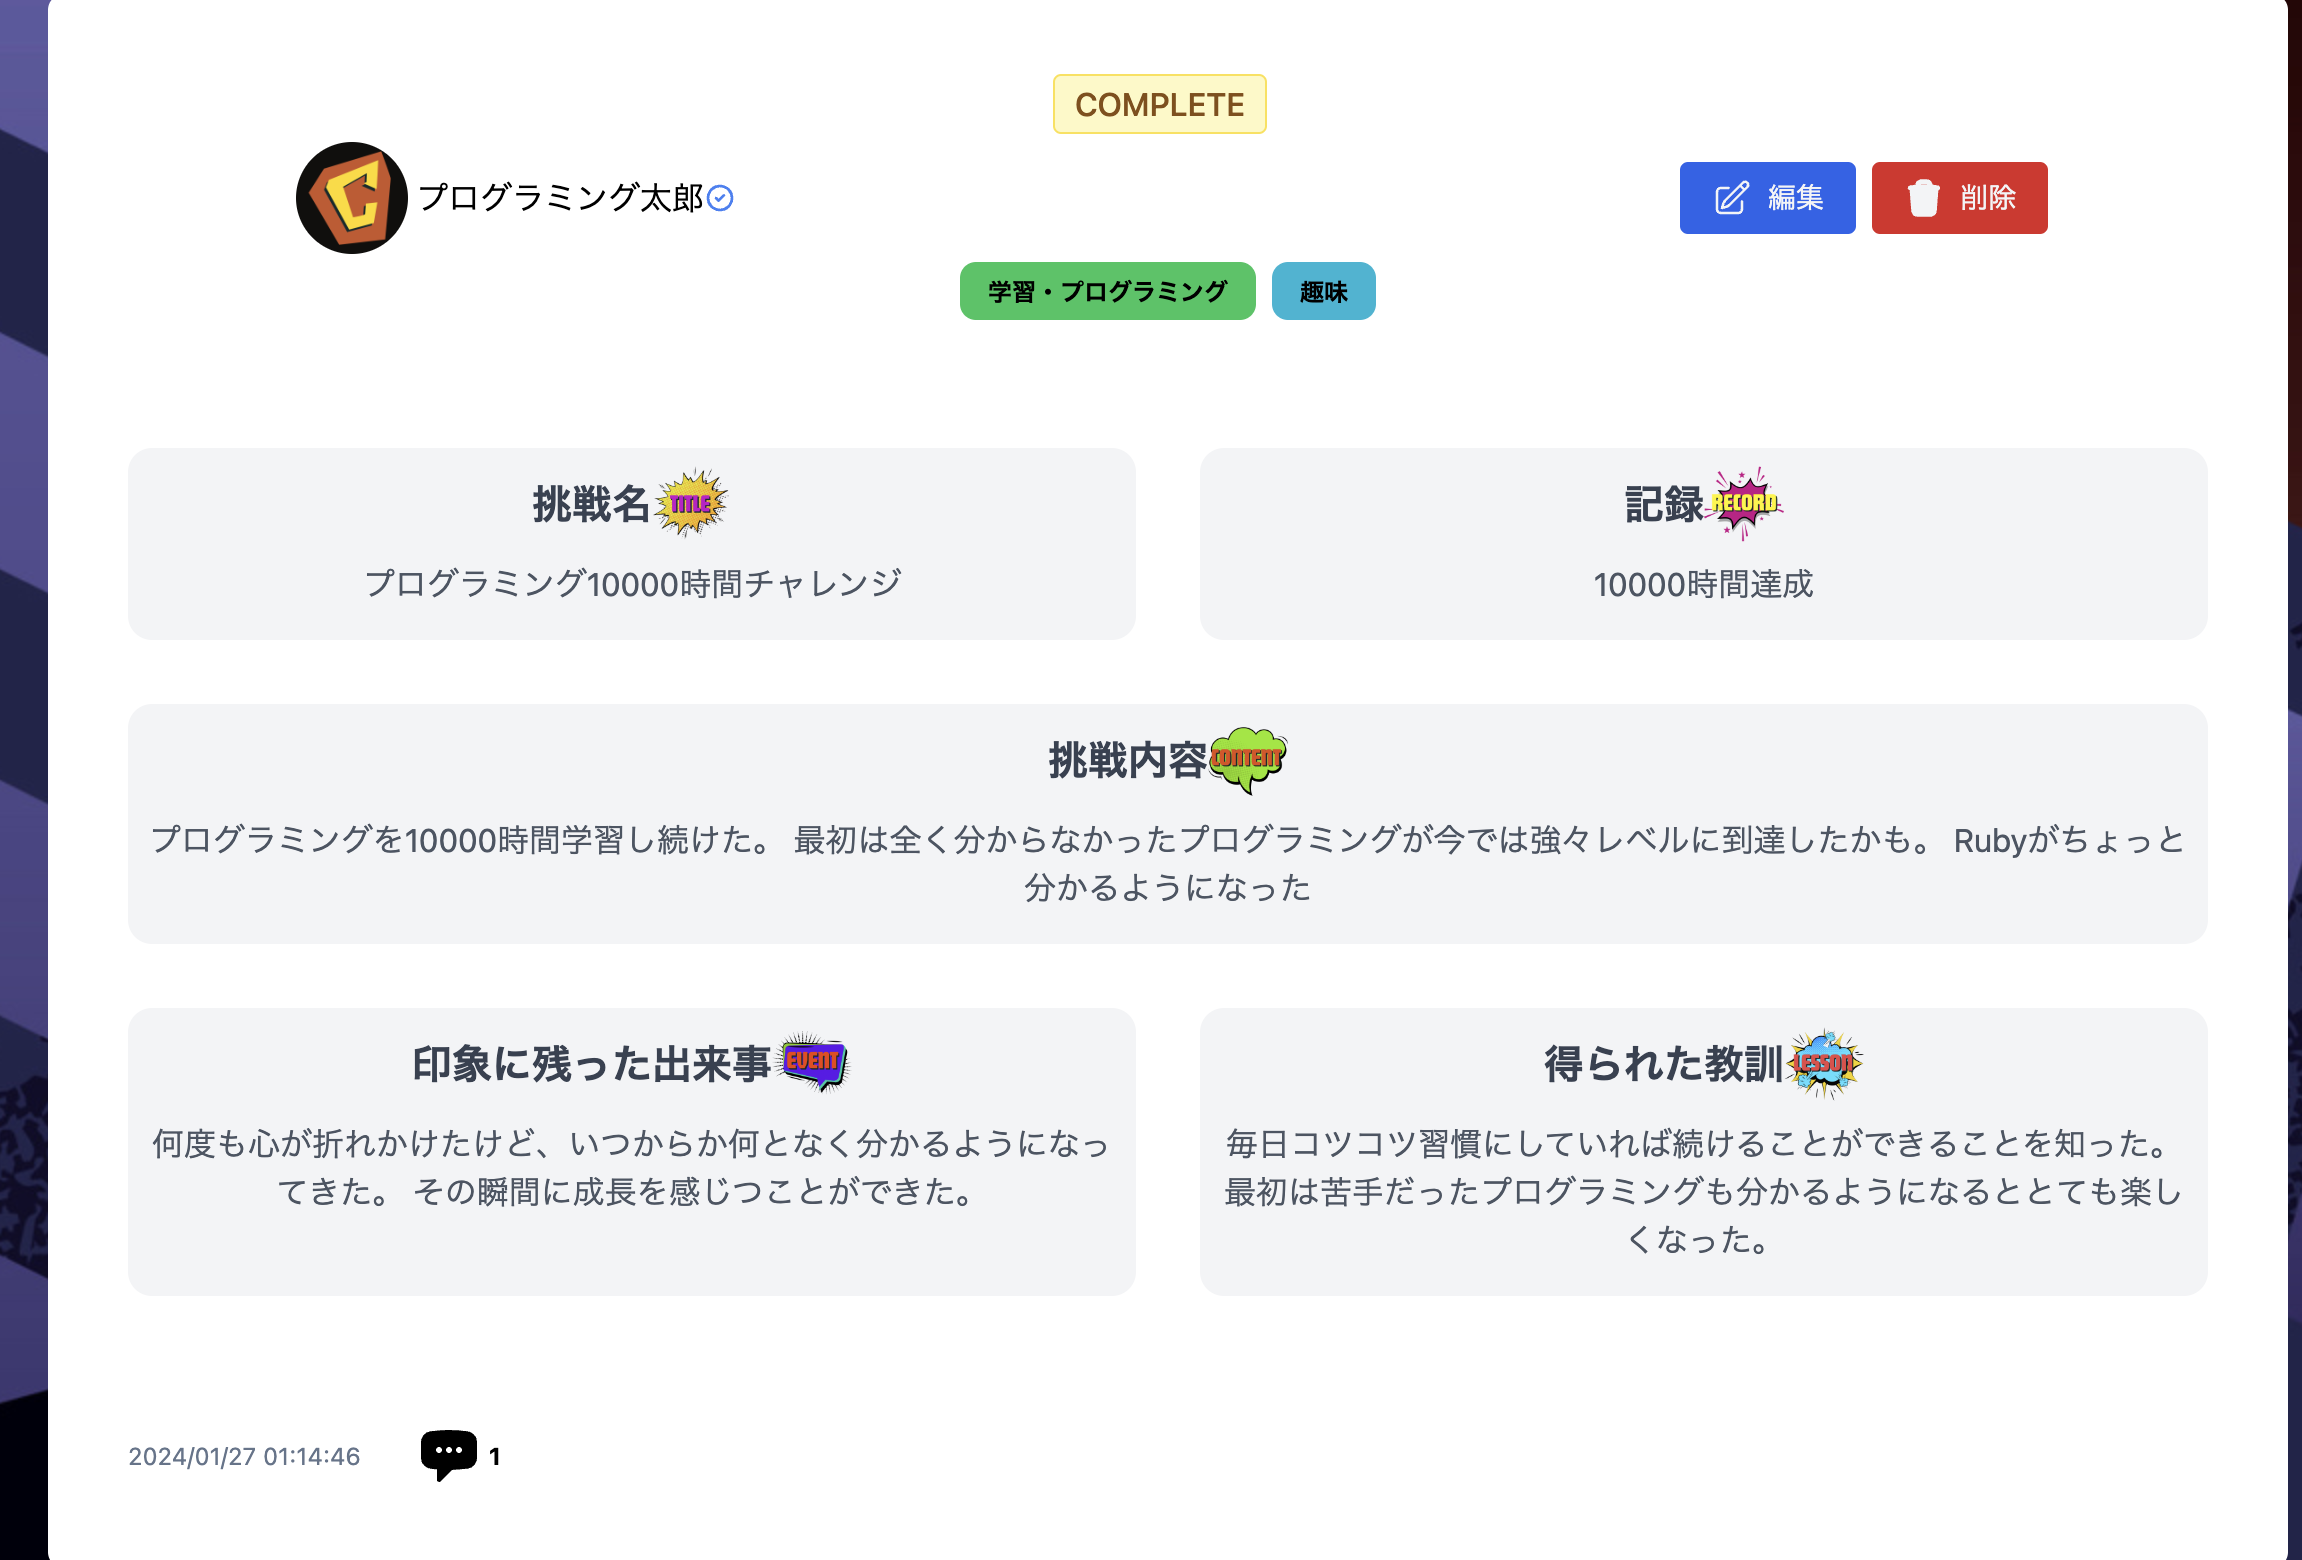 COMPLETE
プログラミング太郎
編集
削除
学習・プログラミング
趣味
挑戦名 TITLE
プログラミング10000時間チャレンジ
記録 RECORD
10000時間達成
挑戦内容 CONTENT
プログラミングを10000時間学習し続けた。 最初は全く分からなかったプログラミングが今では強々レベルに到達したかも。 Rubyがちょっと
分かるようになった
印象に残った出来事 EVENT
何度も心が折れかけたけど、いつからか何となく分かるようになっ
てきた。 その瞬間に成長を感じつことができた。
得られた教訓 LESSON
毎日コツコツ習慣にしていれば続けることができることを知った。
最初は苦手だったプログラミングも分かるようになるととても楽し
くなった。
2024/01/27 01:14:46
1